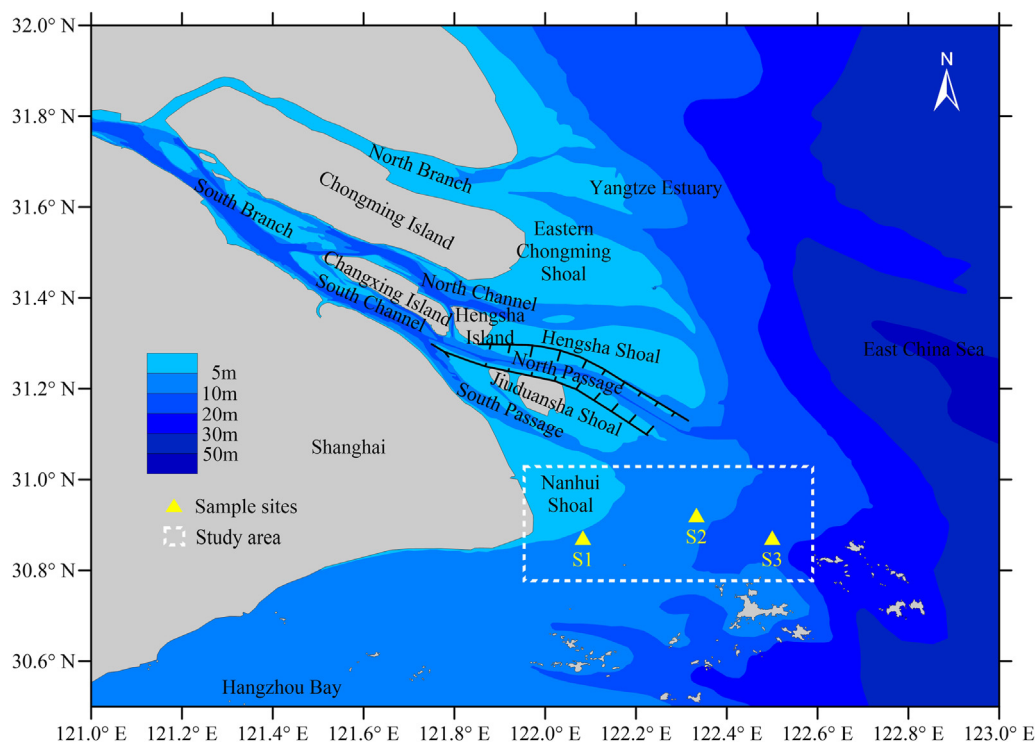 32.0° N
31.8° N
31.6° N
31.4° N
31.2° N
31.0° N
30.8° N
30.6° N
N
North Branch
Yangtze Estuary
Chongming Island
South Branch
Eastern
Chongming
Shoal
Changxing Island
North Channel
South Channel
Hengsha
Island
Hengsha Shoal
East China Sea
North Passage
Jiuduansha Shoal
South Passage
5m
10m
20m
30m
50m
Shanghai
Nanhui
Shoal
Sample sites
Study area
S1
S2
S3
Hangzhou Bay
121.0° E
121.2° E
121.4° E
121.6° E
121.8° E
122.0° E
122.2° E
122.4° E
122.6° E
122.8° E
123.0° E